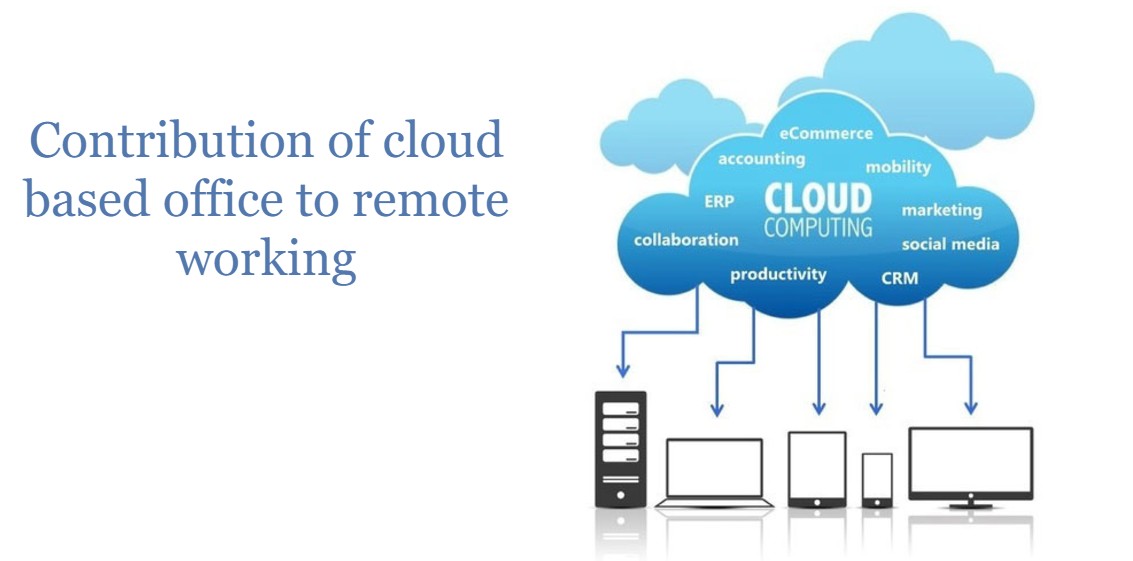 Contribution of cloud
based office to remote
working
eCommerce
accounting
mobility
ERP
CLOUD
COMPUTING
marketing
collaboration
social media
productivity
CRM